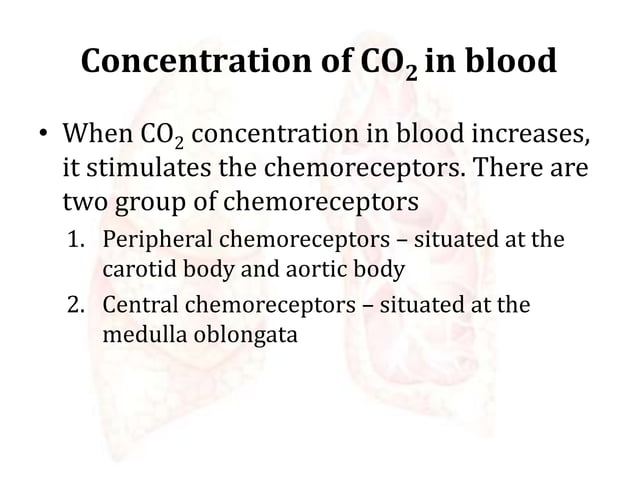 Concentration of CO₂ in blood
• When CO₂ concentration in blood increases,
it stimulates the chemoreceptors. There are
two group of chemoreceptors
1. Peripheral chemoreceptors – situated at the
carotid body and aortic body
2. Central chemoreceptors – situated at the
medulla oblongata